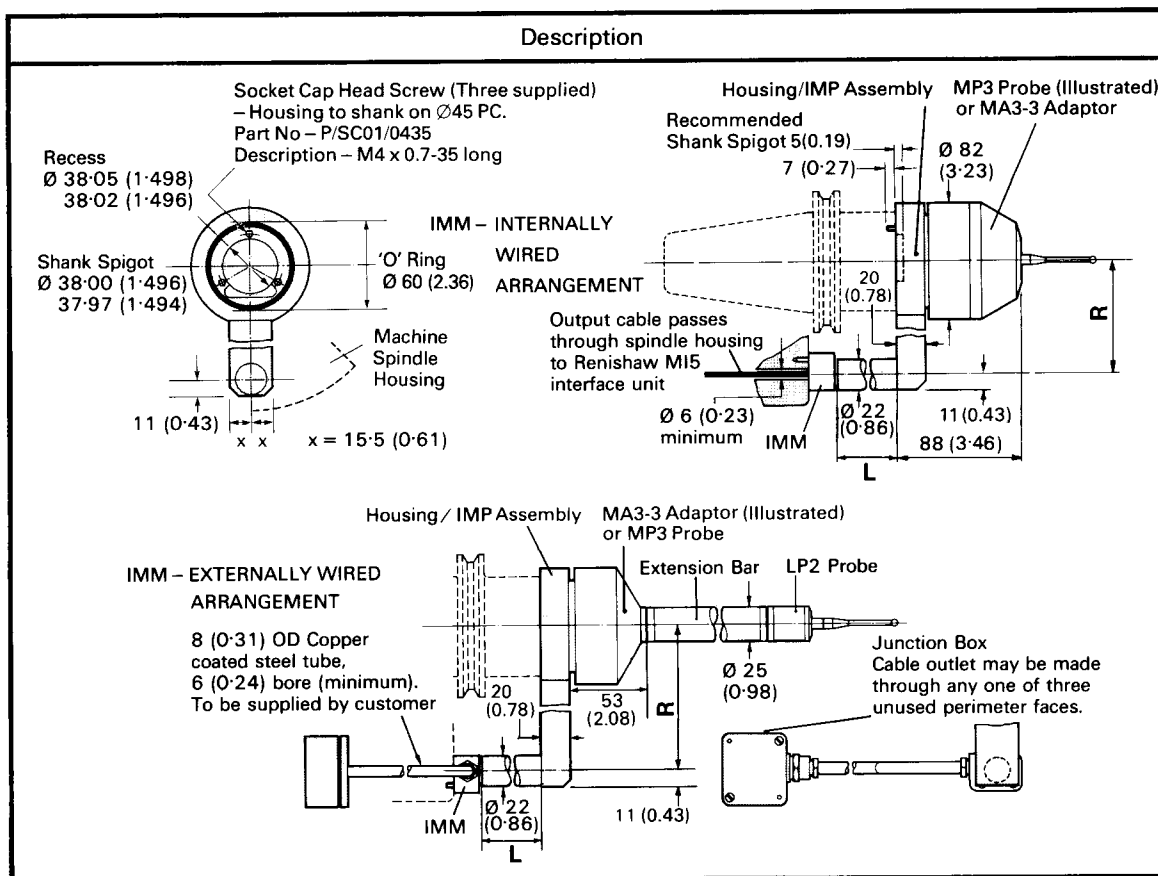 Description
Socket Cap Head Screw (Three supplied)
– Housing to shank on Ø45 PC.
Part No – P/SC01/0435
Description – M4 x 0.7-35 long
Recess
Ø 38·05 (1·498)
38·02 (1·496)
Shank Spigot
Ø 38·00 (1·496)
37·97 (1·494)
'O' Ring
Ø 60 (2.36)
Machine
Spindle
Housing
11 (0·43)
x x
x = 15·5 (0·61)
IMM – INTERNALLY
WIRED
ARRANGEMENT
Housing/IMP Assembly
MP3 Probe (Illustrated)
or MA3-3 Adaptor
Recommended
Shank Spigot 5(0.19)
7 (0·27)
Ø 82
(3·23)
20
(0.78)
R
Output cable passes
through spindle housing
to Renishaw MI5
interface unit
Ø 6 (0·23)
minimum
IMM
Ø 22
(0·86)
11(0.43)
88 (3·46)
L
Housing / IMP Assembly
MA3-3 Adaptor (Illustrated)
or MP3 Probe
Extension Bar
LP2 Probe
IMM – EXTERNALLY WIRED
ARRANGEMENT
8 (0·31) OD Copper
coated steel tube,
6 (0·24) bore (minimum).
To be supplied by customer
20
(0.78)
53
(2.08)
R
Ø 25
(0·98)
Junction Box
Cable outlet may be made
through any one of three
unused perimeter faces.
IMM
Ø 22
(0·86)
11 (0.43)
L